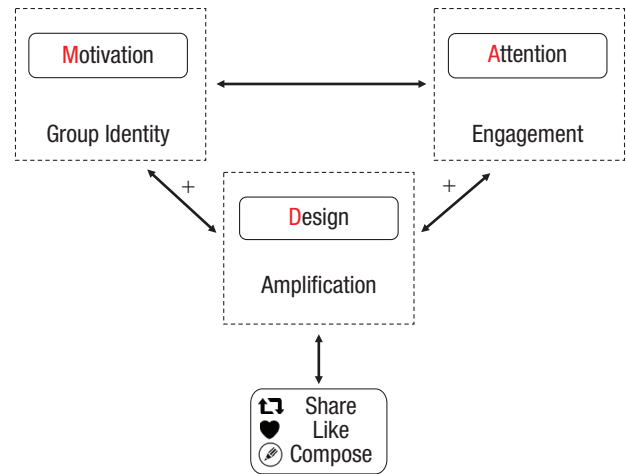 Motivation
Attention
Group Identity
Engagement
+
+
Design
Amplification
Share
Like
Compose